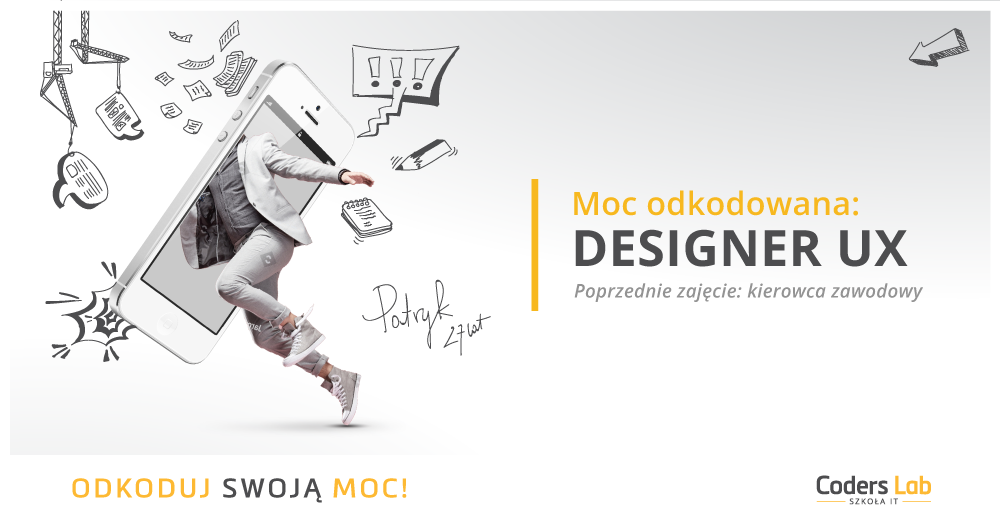 !!!
Moc odkodowana:
DESIGNER UX
Poprzednie zajęcie: kierowca zawodowy
Patryk
27 lat
ODKODUJ SWOJĄ MOC!
Coders Lab
SZKOŁA IT